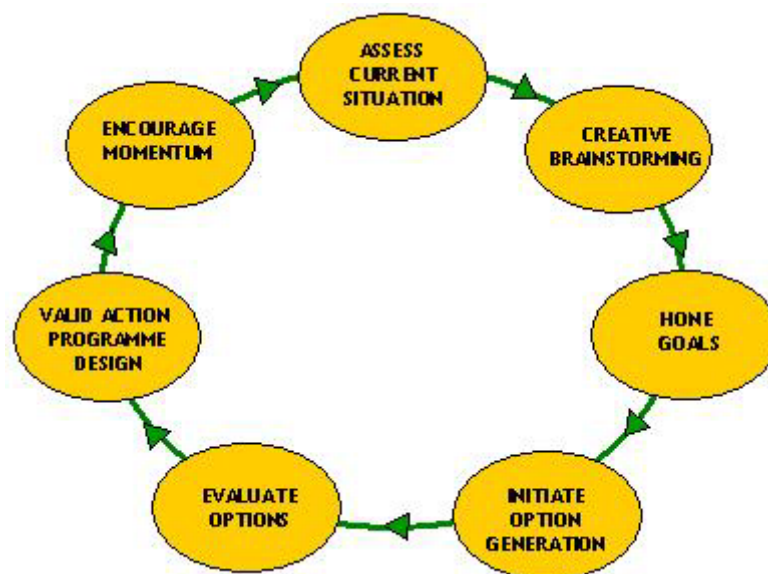 ASSESS
CURRENT
SITUATION
CREATIVE
BRAINSTORMING
HONE
GOALS
INITIATE
OPTION
GENERATION
EVALUATE
OPTIONS
VALID ACTION
PROGRAMME
DESIGN
ENCOURAGE
MOMENTUM